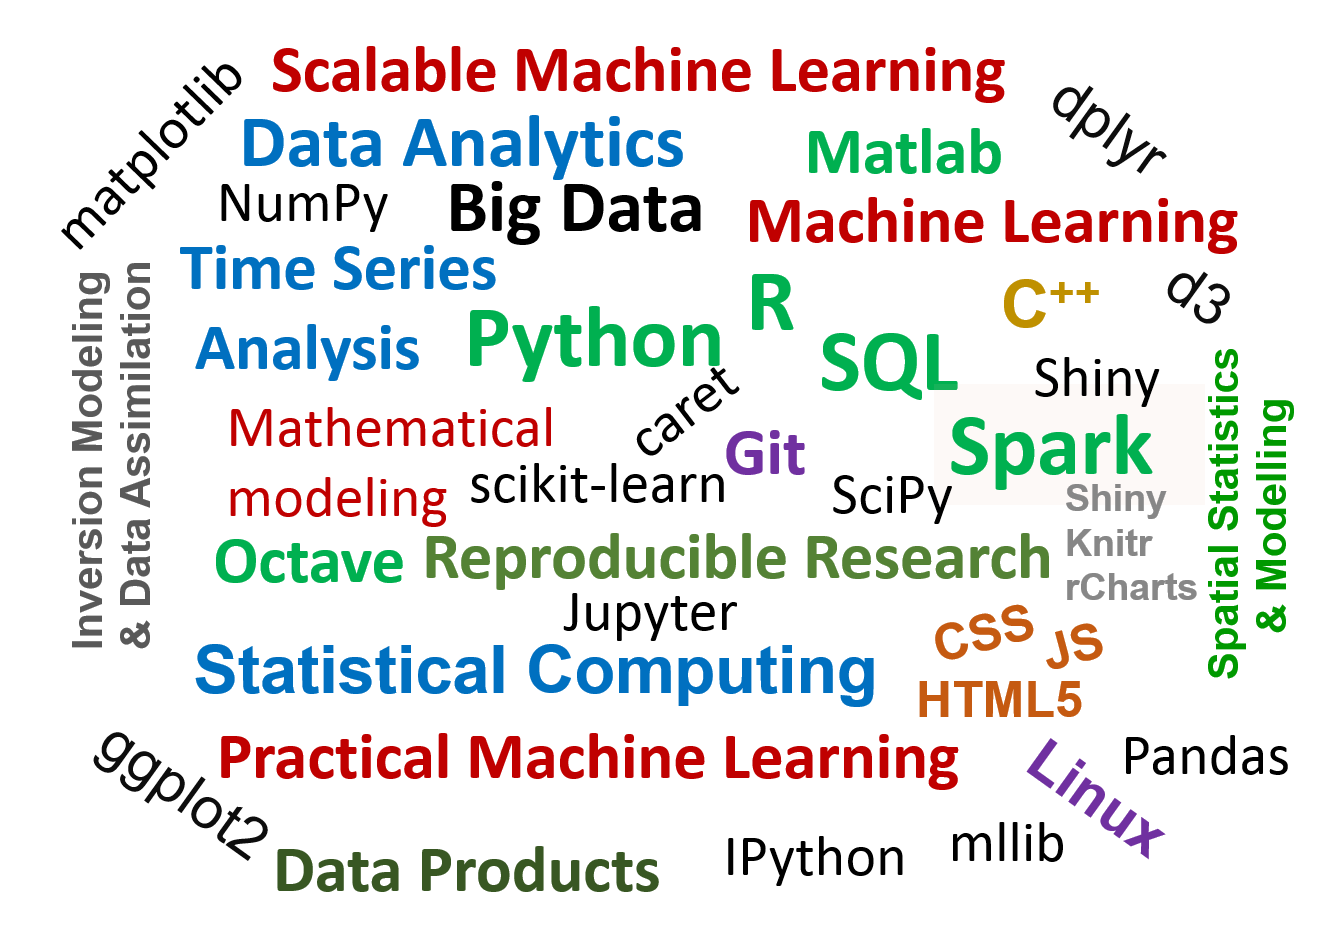 Scalable Machine Learning
matplotlib
dplyr
Data Analytics
Matlab
NumPy
Big Data
Machine Learning
Time Series
Analysis
R
C++
d3
Python
SQL
Inversion Modeling
& Data Assimilation
Shiny
caret
Mathematical
modeling
Git
Spark
Spatial Statistics
& Modelling
scikit-learn
SciPy
Shiny
Knitr
rCharts
Octave
Reproducible Research
Jupyter
CSS
JS
Statistical Computing
HTML5
ggplot2
Practical Machine Learning
Linux
Pandas
Data Products
IPython
mllib